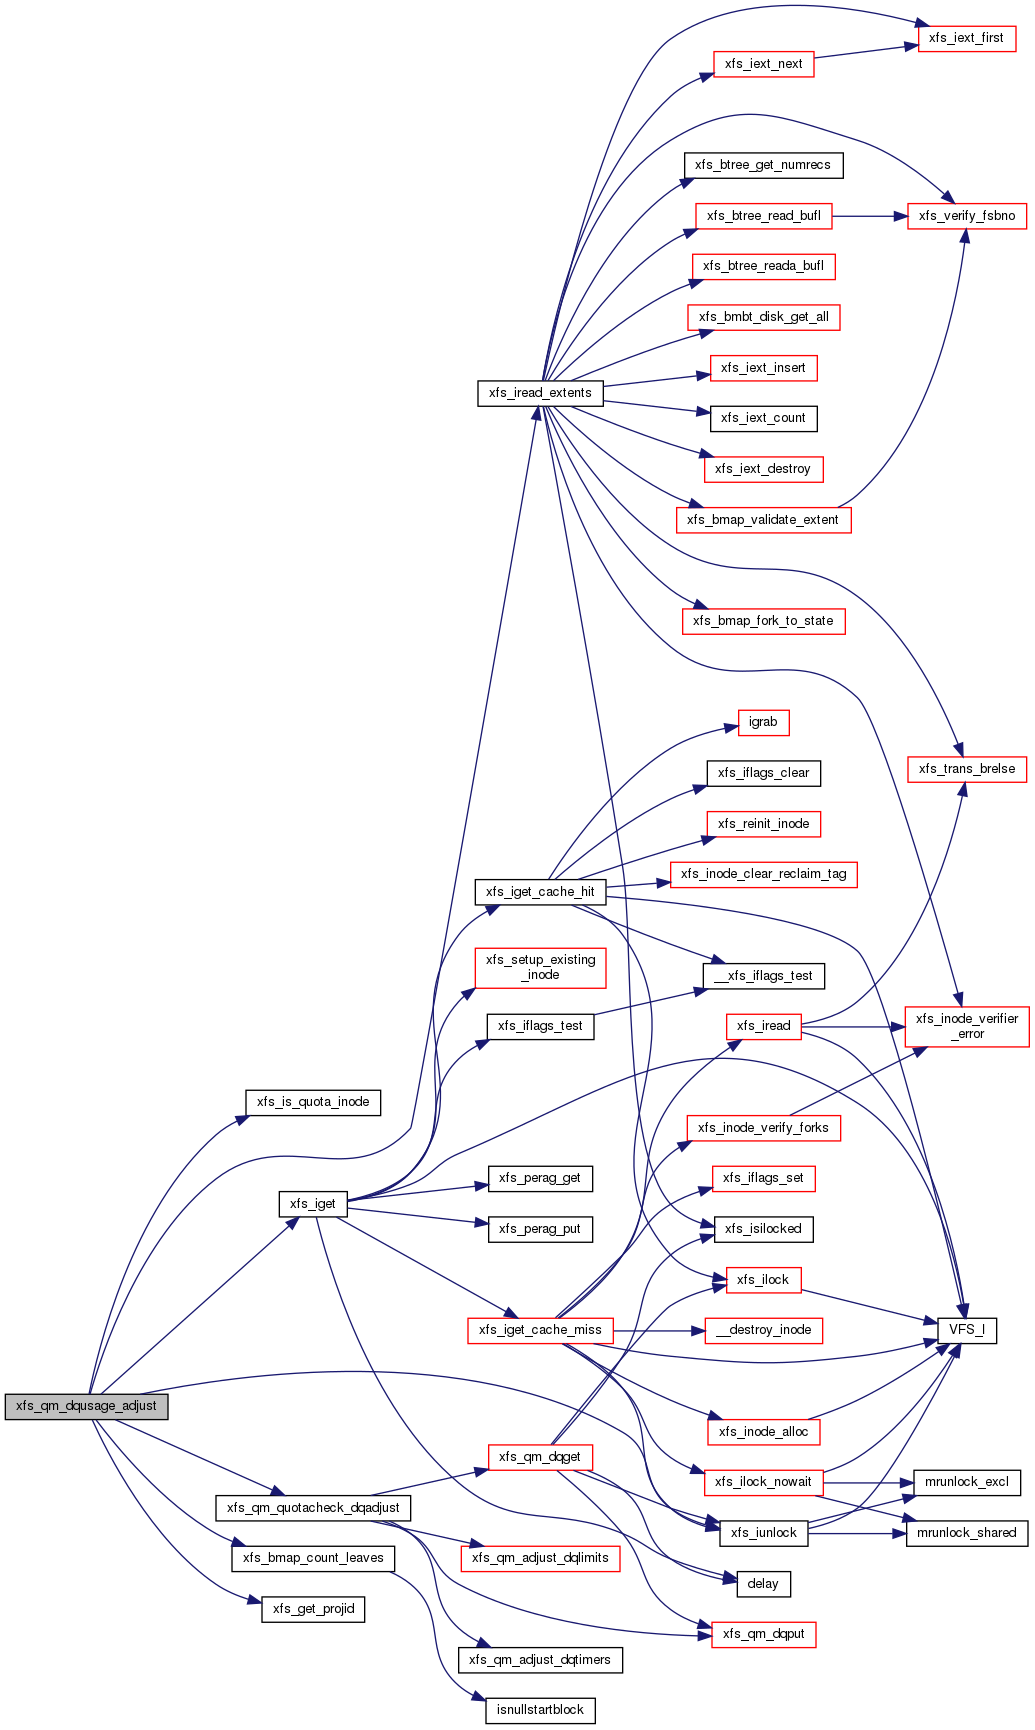 xfs_iext_first
xfs_iext_next
xfs_btree_get_numrecs
xfs_btree_read_bufl
xfs_verify_fsbno
xfs_btree_reada_bufl
xfs_bmbt_disk_get_all
xfs_iext_insert
xfs_iread_extents
xfs_iext_count
xfs_iext_destroy
xfs_bmap_validate_extent
xfs_bmap_fork_to_state
igrab
xfs_iflags_clear
xfs_trans_brelse
xfs_reinit_inode
xfs_inode_clear_reclaim_tag
xfs_iget_cache_hit
xfs_setup_existing
_inode
__xfs_iflags_test
xfs_iflags_test
xfs_iread
xfs_inode_verifier
_error
xfs_is_quota_inode
xfs_inode_verify_forks
xfs_perag_get
xfs_iflags_set
xfs_iget
xfs_perag_put
xfs_isilocked
xfs_ilock
xfs_iget_cache_miss
__destroy_inode
VFS_I
xfs_qm_dqusage_adjust
xfs_inode_alloc
xfs_qm_dqget
xfs_ilock_nowait
mrunlock_excl
xfs_qm_quotacheck_dqadjust
xfs_iunlock
mrunlock_shared
xfs_bmap_count_leaves
xfs_qm_adjust_dqlimits
delay
xfs_get_projid
xfs_qm_dqput
xfs_qm_adjust_dqtimers
isnullstartblock